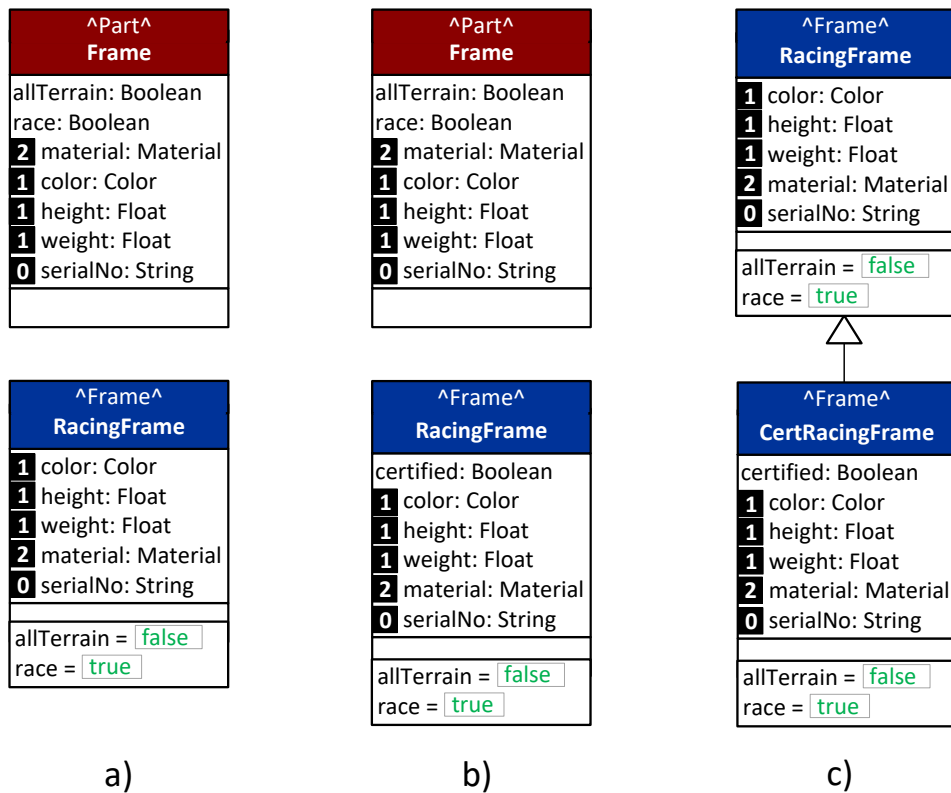 ^Part^
Frame
allTerrain: Boolean
race: Boolean
2 material: Material
1 color: Color
1 height: Float
1 weight: Float
0 serialNo: String
^Frame^
RacingFrame
1 color: Color
1 height: Float
1 weight: Float
2 material: Material
0 serialNo: String
allTerrain = false
race = true
a)
^Part^
Frame
allTerrain: Boolean
race: Boolean
2 material: Material
1 color: Color
1 height: Float
1 weight: Float
0 serialNo: String
^Frame^
RacingFrame
certified: Boolean
1 color: Color
1 height: Float
1 weight: Float
2 material: Material
0 serialNo: String
allTerrain = false
race = true
b)
^Frame^
RacingFrame
1 color: Color
1 height: Float
1 weight: Float
2 material: Material
0 serialNo: String
allTerrain = false
race = true
^Frame^
CertRacingFrame
certified: Boolean
1 color: Color
1 height: Float
1 weight: Float
2 material: Material
0 serialNo: String
allTerrain = false
race = true
c)